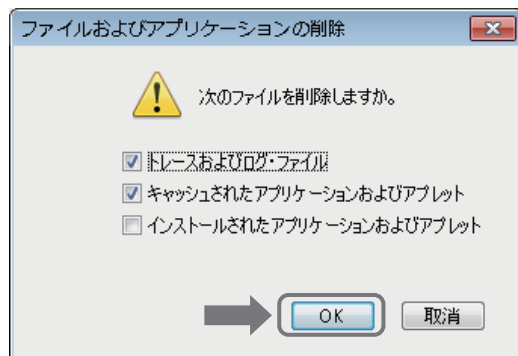 ファイルおよびアプリケーションの削除
次のファイルを削除しますか。
トレースおよびログ・ファイル
キャッシュされたアプリケーションおよびアプレット
インストールされたアプリケーションおよびアプレット
OK 取消